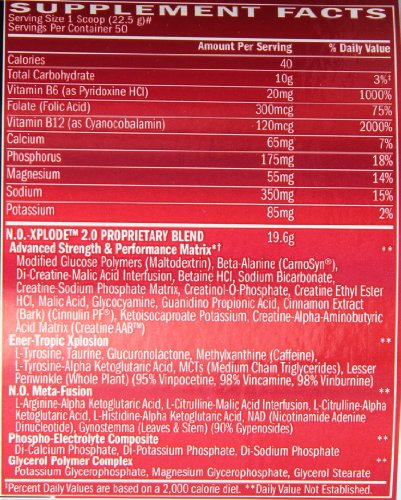 SUPPLEMENT FACTS
Serving Size 1 Scoop (22.5 g)#
Servings Per Container 50
Amount Per Serving % Daily Value
Calories 40
Total Carbohydrate 10g 3%‡
Vitamin B6 (as Pyridoxine HCl) 20mg 1000%
Folate (Folic Acid) 300mcg 75%
Vitamin B12 (as Cyanocobalamin) 120mcg 2000%
Calcium 65mg 7%
Phosphorus 175mg 18%
Magnesium 55mg 14%
Sodium 350mg 15%
Potassium 85mg 2%
N.O.-XPLODE™ 2.0 PROPRIETARY BLEND 19.6g
Advanced Strength & Performance Matrix*† **
Modified Glucose Polymers (Maltodextrin), Beta-Alanine (CarnoSyn®),
Di-Creatine-Malic Acid Interfusion, Betaine HCl, Sodium Bicarbonate,
Creatine-Sodium Phosphate Matrix, Creatinol-O-Phosphate, Creatine Ethyl Ester
HCl, Malic Acid, Glycocyamine, Guanidino Propionic Acid, Cinnamon Extract
(Bark) (Cinnulin PF®), Ketoisocaproate Potassium, Creatine-Alpha-Aminobutyric
Acid Matrix (Creatine AAB™)
Ener-Tropic Xplosion **
L-Tyrosine, Taurine, Glucuronolactone, Methylxanthine (Caffeine),
L-Tyrosine-Alpha Ketoglutaric Acid, MCTs (Medium Chain Triglycerides), Lesser
Periwinkle (Whole Plant) (95% Vinpocetine, 98% Vincamine, 98% Vinburnine)
N.O. Meta-Fusion **
L-Arginine-Alpha Ketoglutaric Acid, L-Citrulline-Malic Acid Interfusion, L-Citrulline-Alpha
Ketoglutaric Acid, L-Histidine-Alpha Ketoglutaric Acid, NAD (Nicotinamide Adenine
Dinucleotide), Gynostemma (Leaves & Stem) (90% Gypenosides)
Phospho-Electrolyte Composite **
Di-Calcium Phosphate, Di-Potassium Phosphate, Di-Sodium Phosphate
Glycerol Polymer Complex **
Potassium Glycerophosphate, Magnesium Glycerophosphate, Glycerol Stearate
‡Percent Daily Values are based on a 2,000 calorie diet. **Daily Value Not Established.